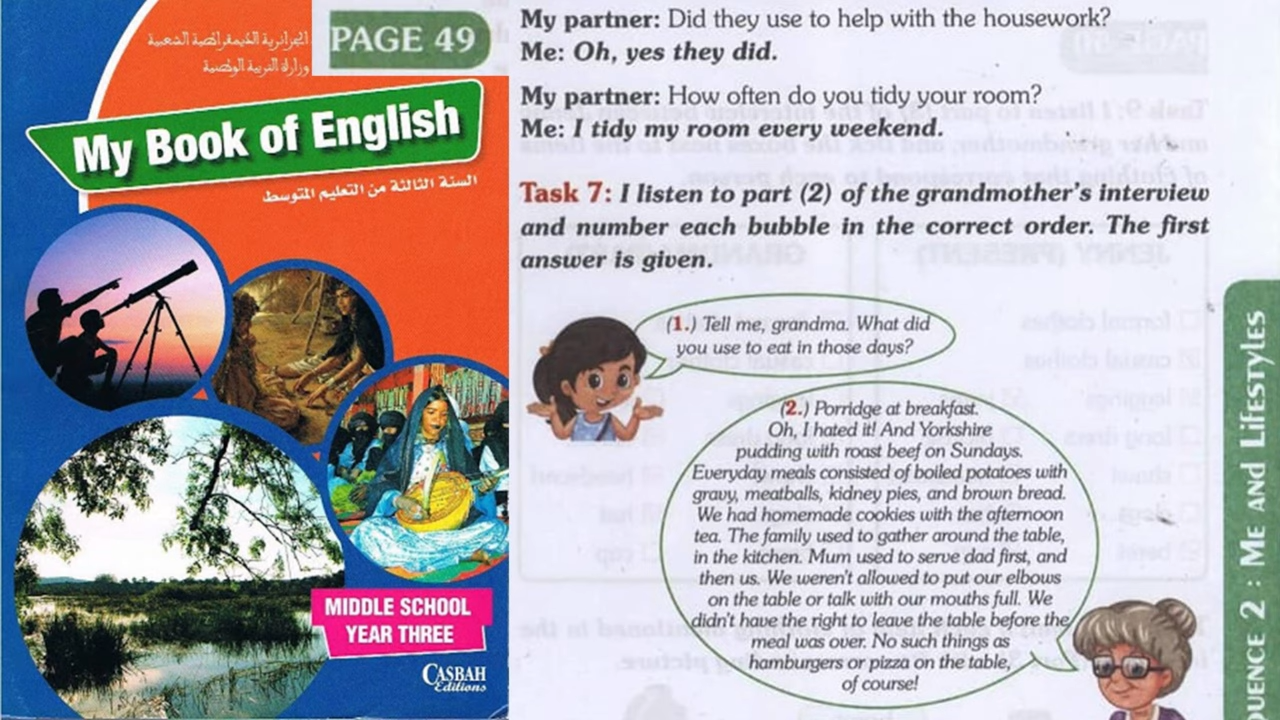 الجزائرية الديمقراطية الشعبية
وزارة التربية الوطنية
My Book of English
السنة الثالثة من التعليم المتوسط
MIDDLE SCHOOL
YEAR THREE
CASBAH
Editions
PAGE 49
My partner: Did they use to help with the housework?
Me: Oh, yes they did.
My partner: How often do you tidy your room?
Me: I tidy my room every weekend.
Task 7: I listen to part (2) of the grandmother's interview
and number each bubble in the correct order. The first
answer is given.
(1.) Tell me, grandma. What did
you use to eat in those days?
(2.) Porridge at breakfast.
Oh, I hated it! And Yorkshire
pudding with roast beef on Sundays.
Everyday meals consisted of boiled potatoes with
gravy, meatballs, kidney pies, and brown bread.
We had homemade cookies with the afternoon
tea. The family used to gather around the table,
in the kitchen. Mum used to serve dad first, and
then us. We weren't allowed to put our elbows
on the table or talk with our mouths full. We
didn't have the right to leave the table before the
meal was over. No such things as
hamburgers or pizza on the table,
of course!
QUENCE 2 : ME AND LIFESTYLES